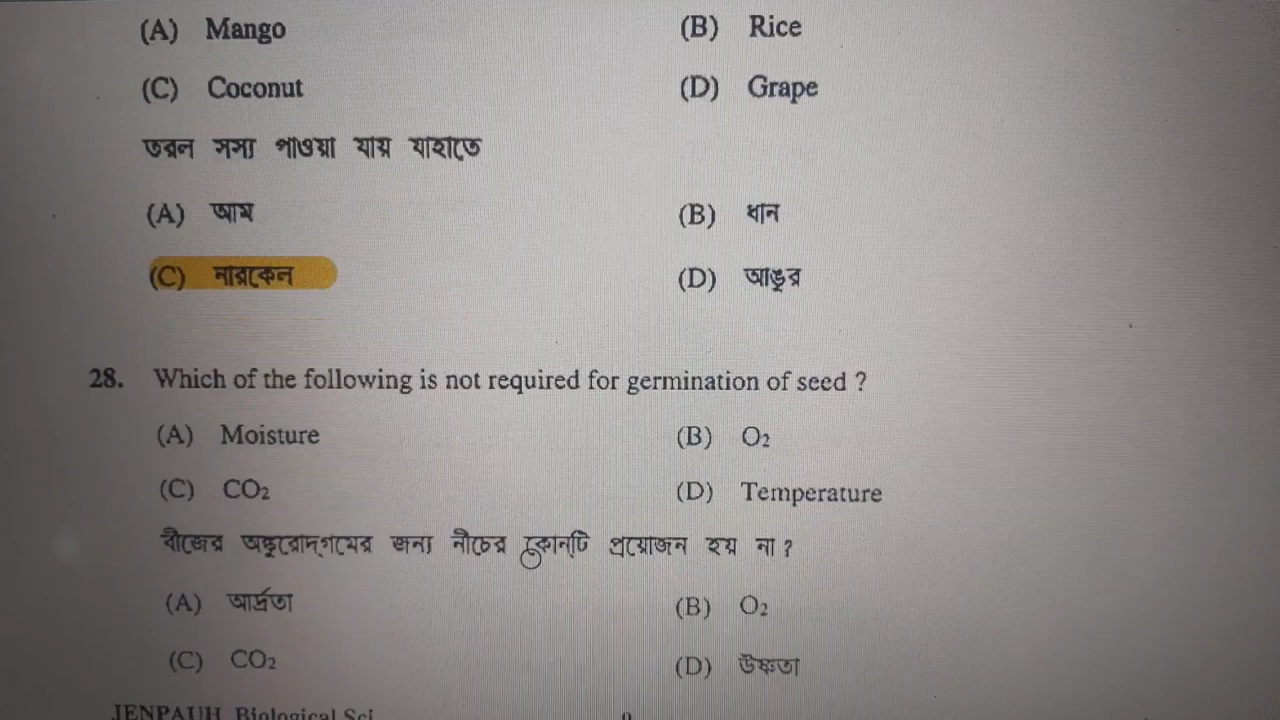 (A) Mango (B) Rice
(C) Coconut (D) Grape
তরল সস্য পাওয়া যায় যাহাতে
(A) আম (B) ধান
(C) নারকেল (D) আঙুর
28. Which of the following is not required for germination of seed ?
(A) Moisture (B) O₂
(C) CO₂ (D) Temperature
বীজের অঙ্কুরোদ্‌গমের জন্য নীচের কোন্‌টি প্রয়োজন হয় না ?
(A) আর্দ্রতা (B) O₂
(C) CO₂ (D) উষ্ণতা
JENPAUH Biological Sci